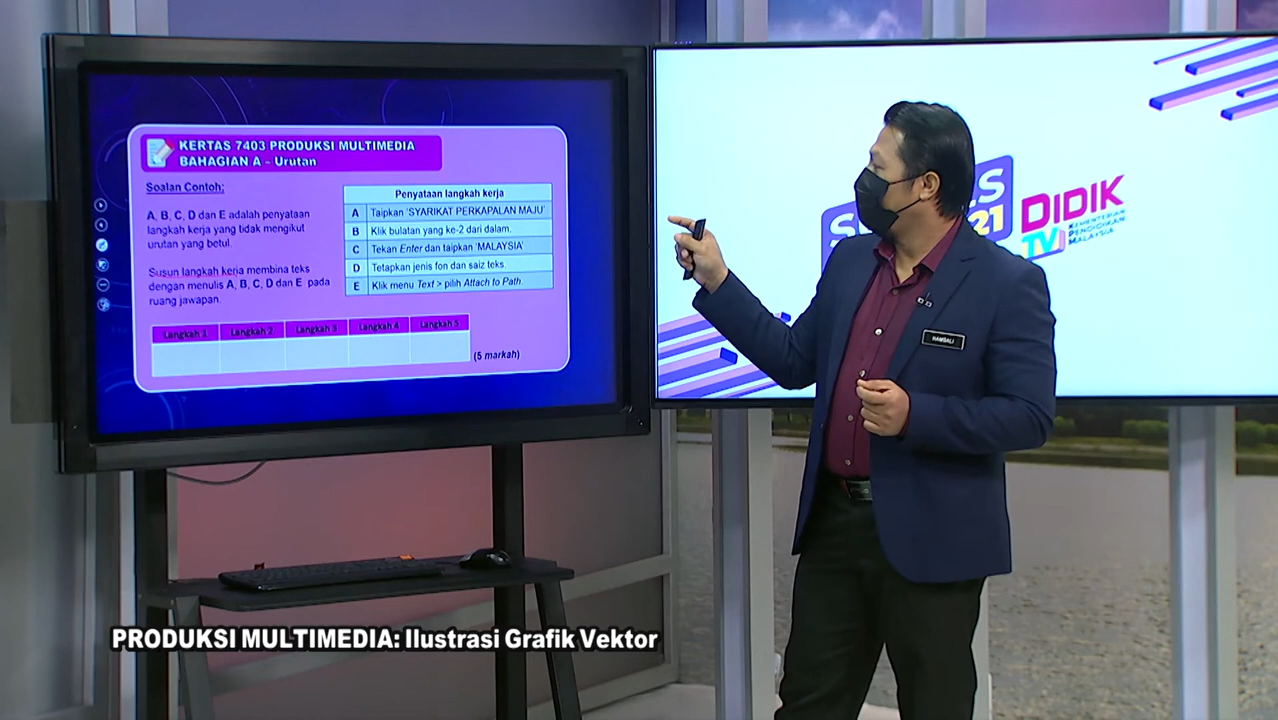 KERTAS 7403 PRODUKSI MULTIMEDIA
BAHAGIAN A – Urutan
Soalan Contoh:
A, B, C, D dan E adalah penyataan
langkah kerja yang tidak mengikut
urutan yang betul.
Susun langkah kerja membina teks
dengan menulis A, B, C, D dan E pada
ruang jawapan.
Penyataan langkah kerja
A Taipkan 'SYARIKAT PERKAPALAN MAJU'
B Klik bulatan yang ke-2 dari dalam.
C Tekan Enter dan taipkan 'MALAYSIA'
D Tetapkan jenis fon dan saiz teks.
E Klik menu Text > pilih Attach to Path
Langkah 1 Langkah 2 Langkah 3 Langkah 4 Langkah 5
(5 markah)
21
DIDIK
TV
KEMENTERIAN
PENDIDIKAN
MALAYSIA
HAMBALI
PRODUKSI MULTIMEDIA: Ilustrasi Grafik Vektor